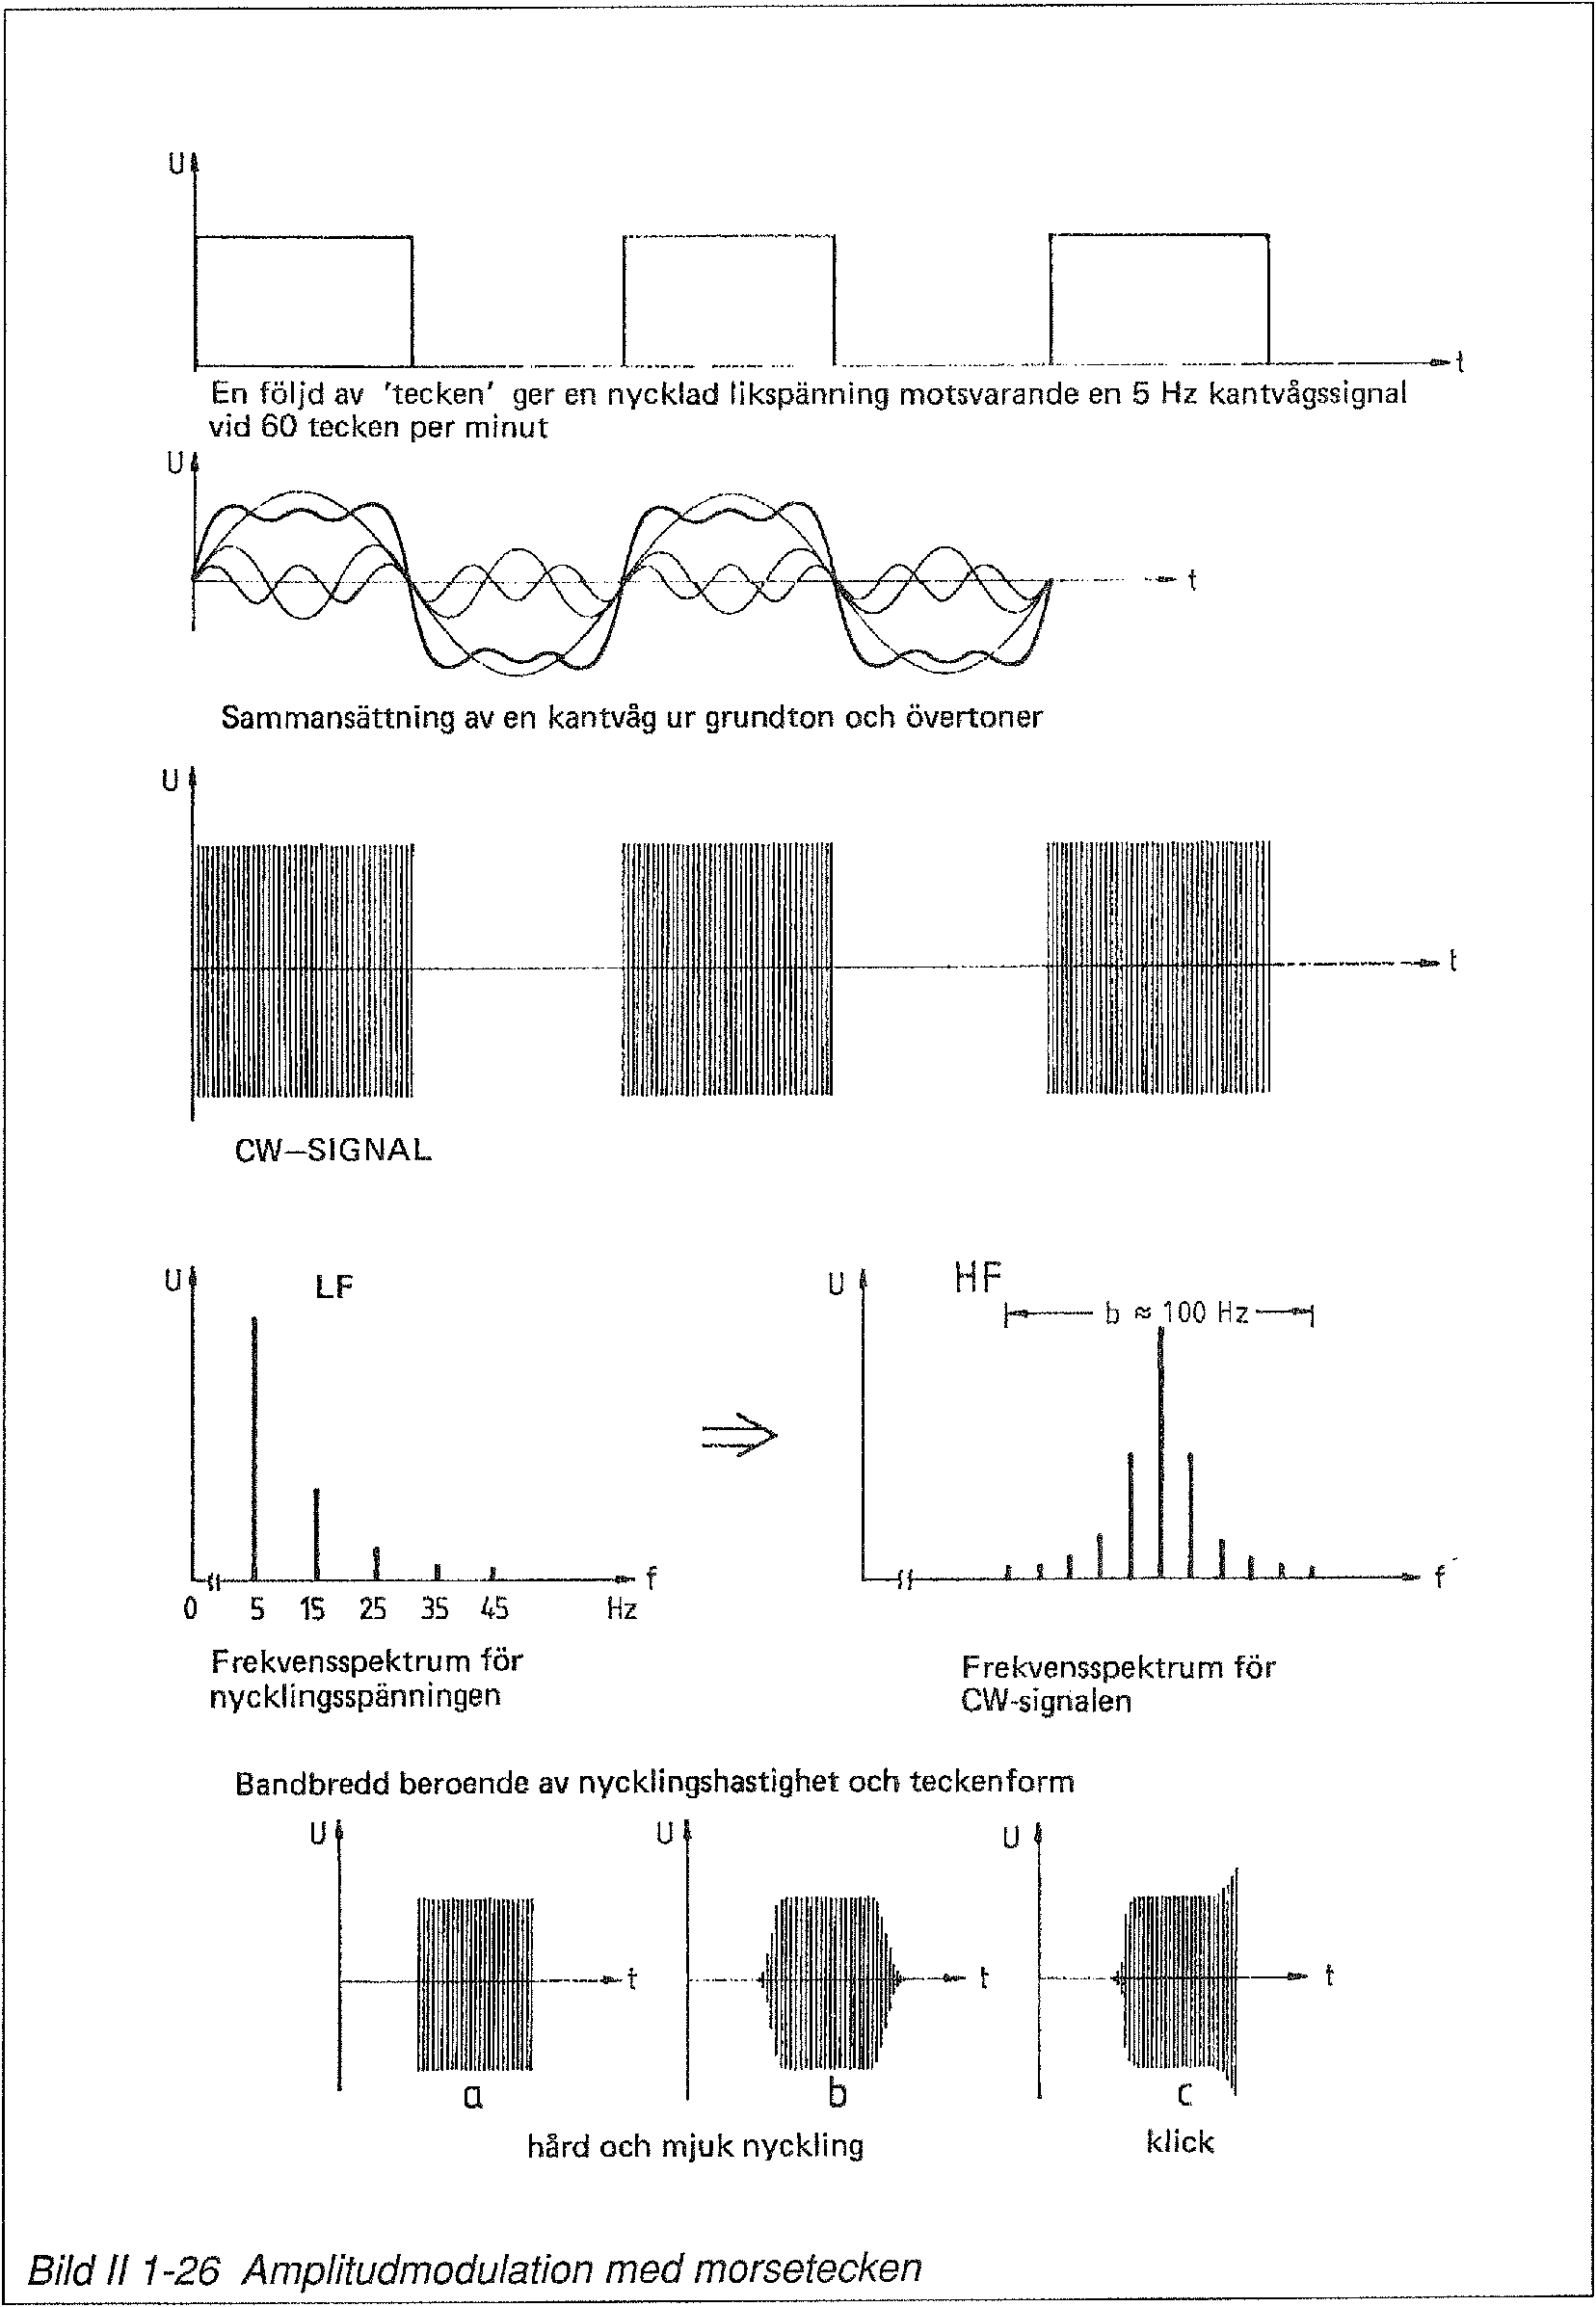 U
t
En följd av 'tecken' ger en nycklad likspänning motsvarande en 5 Hz kantvågssignal
vid 60 tecken per minut
U
t
Sammansättning av en kantvåg ur grundton och övertoner
U
t
CW–SIGNAL
U LF
f
0 5 15 25 35 45 Hz
Frekvensspektrum för
nycklingsspänningen
U HF
b ≈ 100 Hz
f
Frekvensspektrum för
CW-signalen
Bandbredd beroende av nycklingshastighet och teckenform
U U U
t t t
a b c
hård och mjuk nyckling klick
Bild II 1-26 Amplitudmodulation med morsetecken